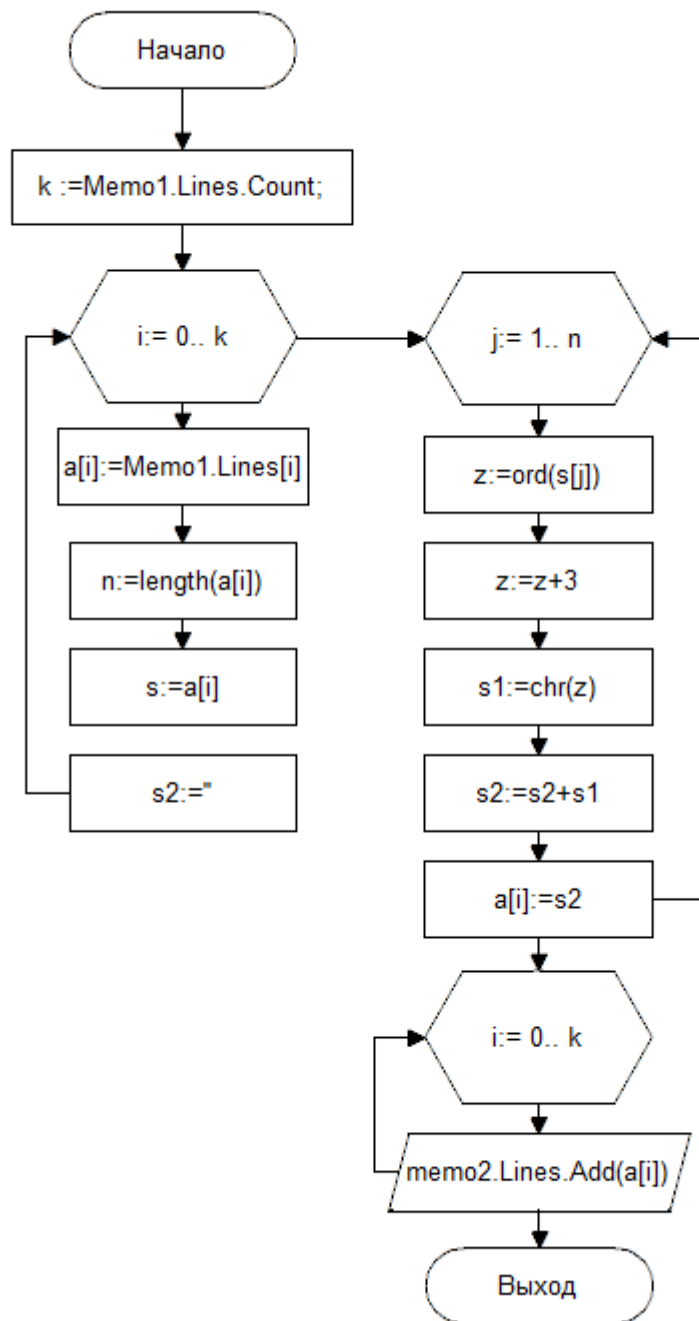 Начало
k :=Memo1.Lines.Count;
i:= 0.. k
a[i]:=Memo1.Lines[i]
n:=length(a[i])
s:=a[i]
s2:="
j:= 1.. n
z:=ord(s[j])
z:=z+3
s1:=chr(z)
s2:=s2+s1
a[i]:=s2
i:= 0.. k
memo2.Lines.Add(a[i])
Выход